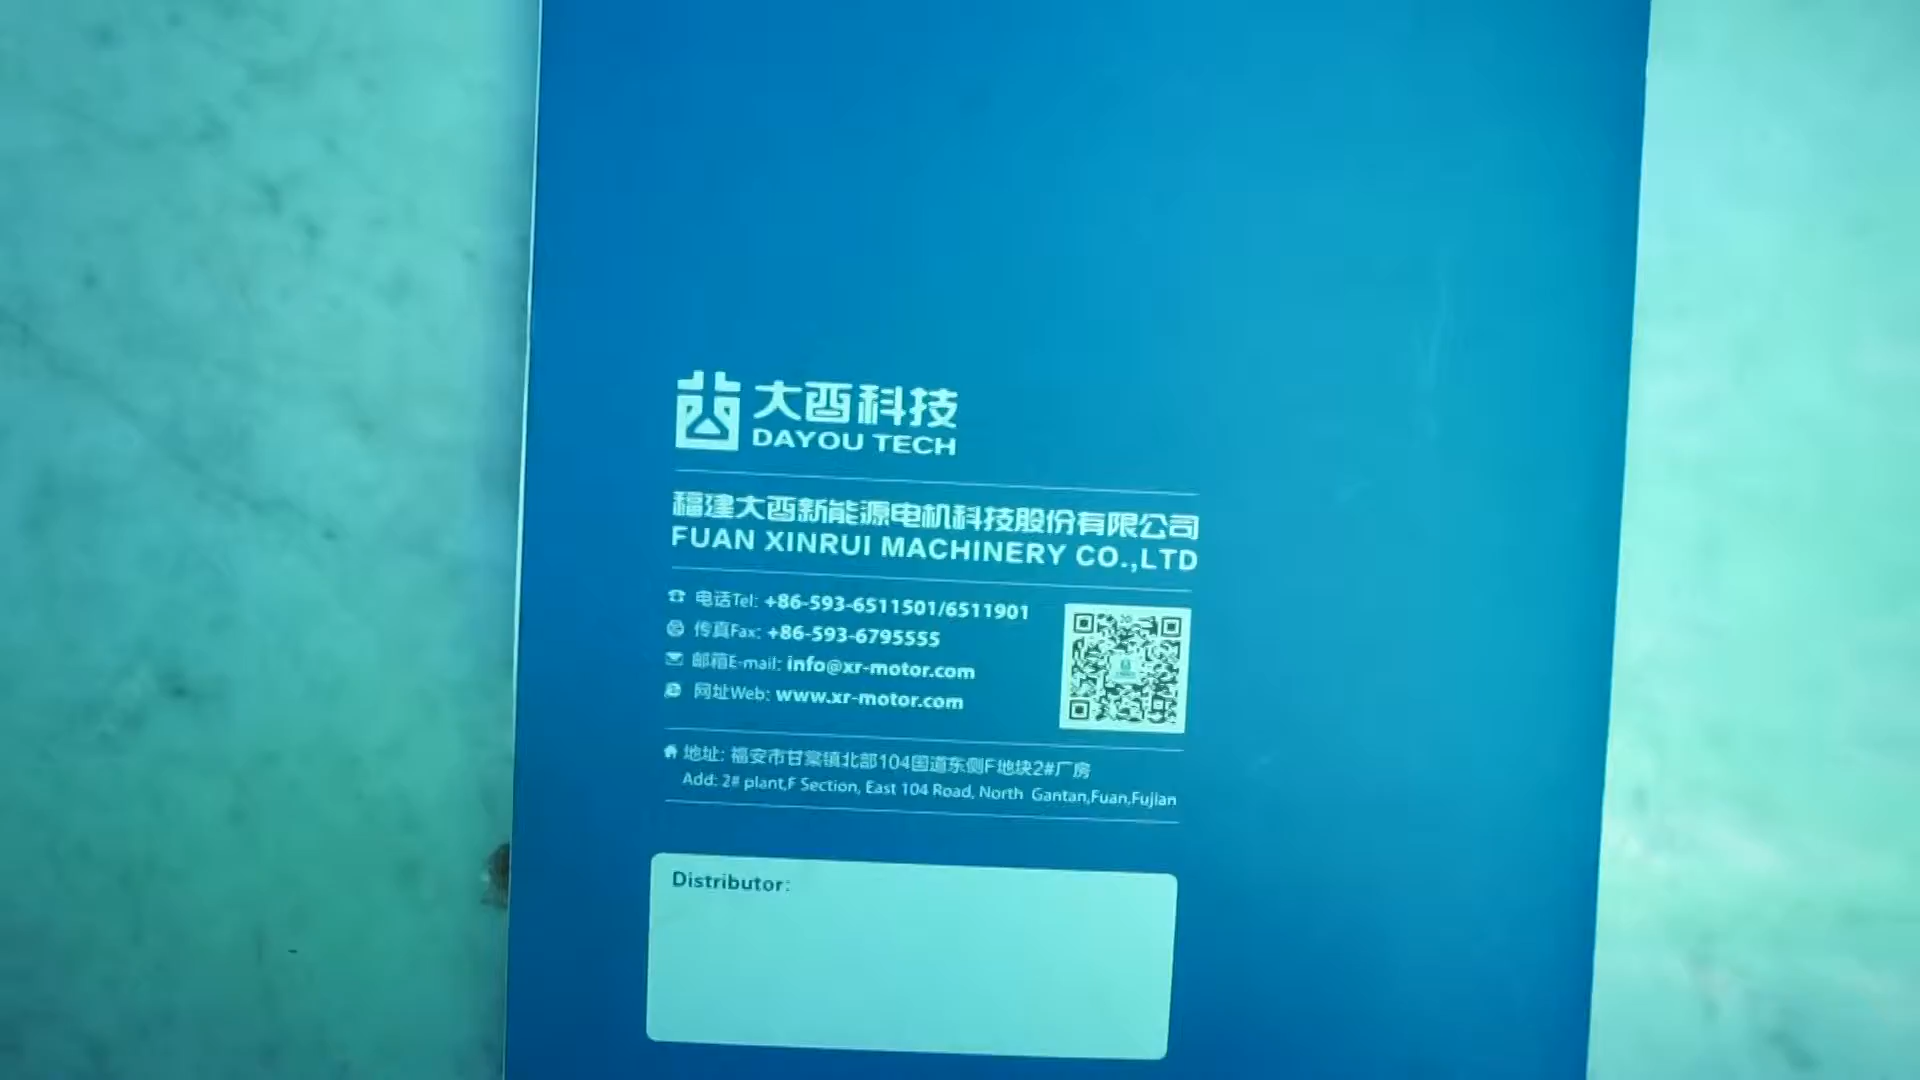 大酉科技
DAYOU TECH
福建大酉新能源电机科技股份有限公司
FUAN XINRUI MACHINERY CO.,LTD
电话Tel: +86-593-6511501/6511901
传真Fax: +86-593-6795555
邮箱E-mail: info@xr-motor.com
网址Web: www.xr-motor.com
地址: 福安市甘棠镇北部104国道东侧F地块2#厂房
Add: 2# plant,F Section, East 104 Road, North Gantan,Fuan,Fujian
Distributor: